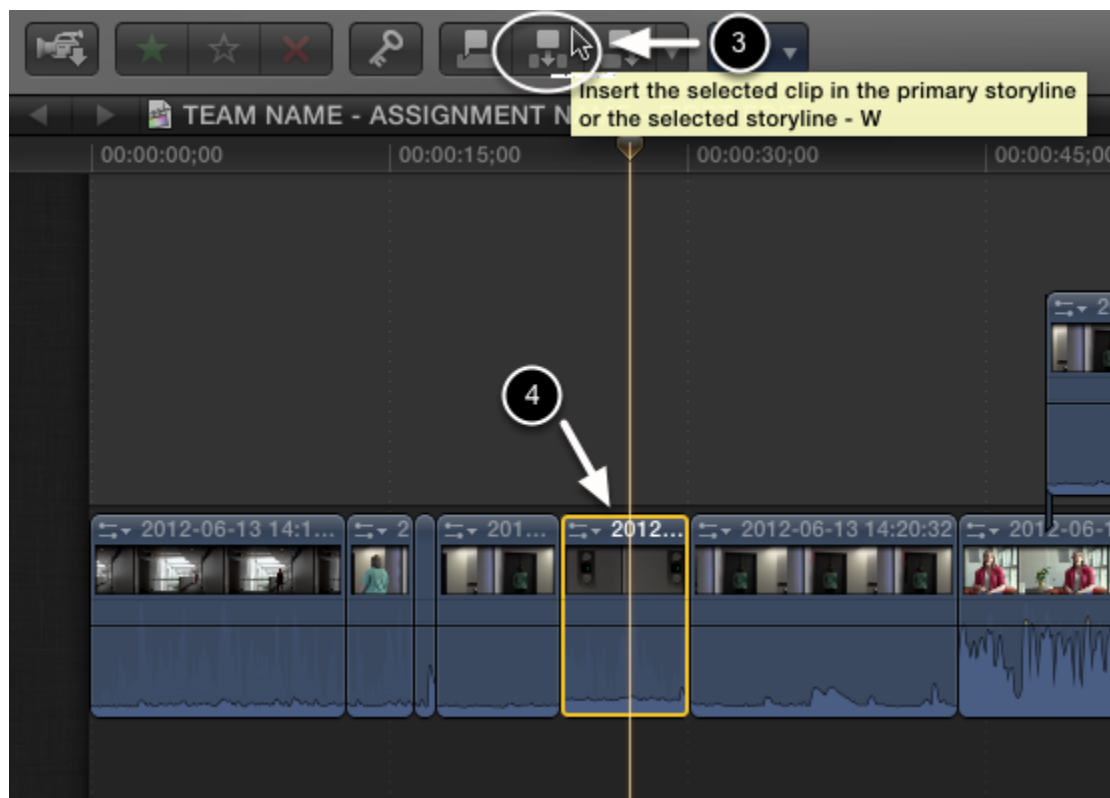 3
Insert the selected clip in the primary storyline
or the selected storyline - W
TEAM NAME - ASSIGNMENT N
00:00:00;00 00:00:15;00 00:00:30;00 00:00:45;00
2
4
2012-06-13 14:1... 2 201... 2012... 2012-06-13 14:20:32 2012-06-1